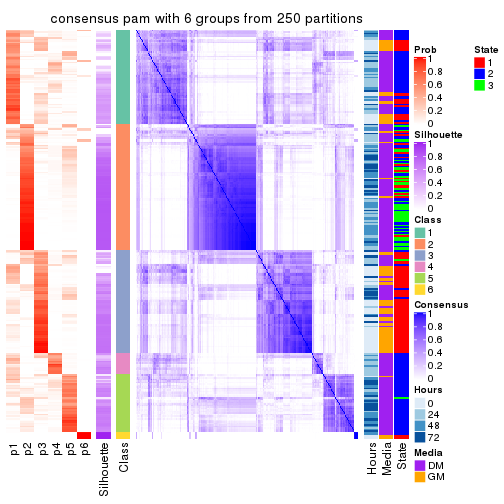 consensus pam with 6 groups from 250 partitions
Prob
1
0.8
0.6
0.4
0.2
0
State
1
2
3
Silhouette
1
0.8
0.6
0.4
0.2
0
Class
1
2
3
4
5
6
Consensus
1
0.8
0.6
0.4
0.2
0
Hours
0
24
48
72
Media
DM
GM
p1
p2
p3
p4
p5
p6
Silhouette
Class
Hours
Media
State